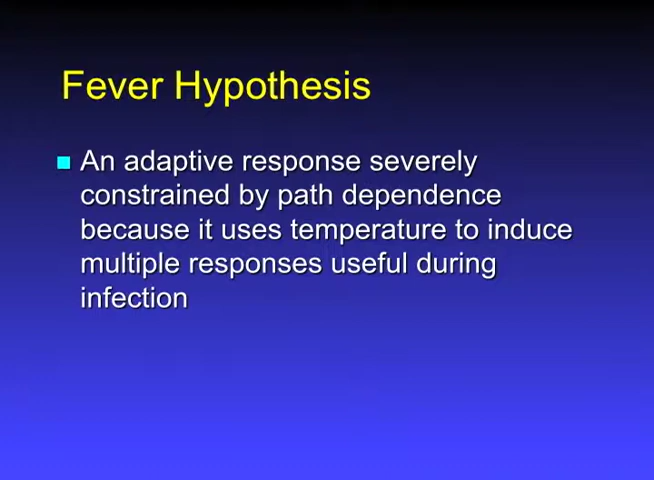 Fever Hypothesis
An adaptive response severely
constrained by path dependence
because it uses temperature to induce
multiple responses useful during
infection